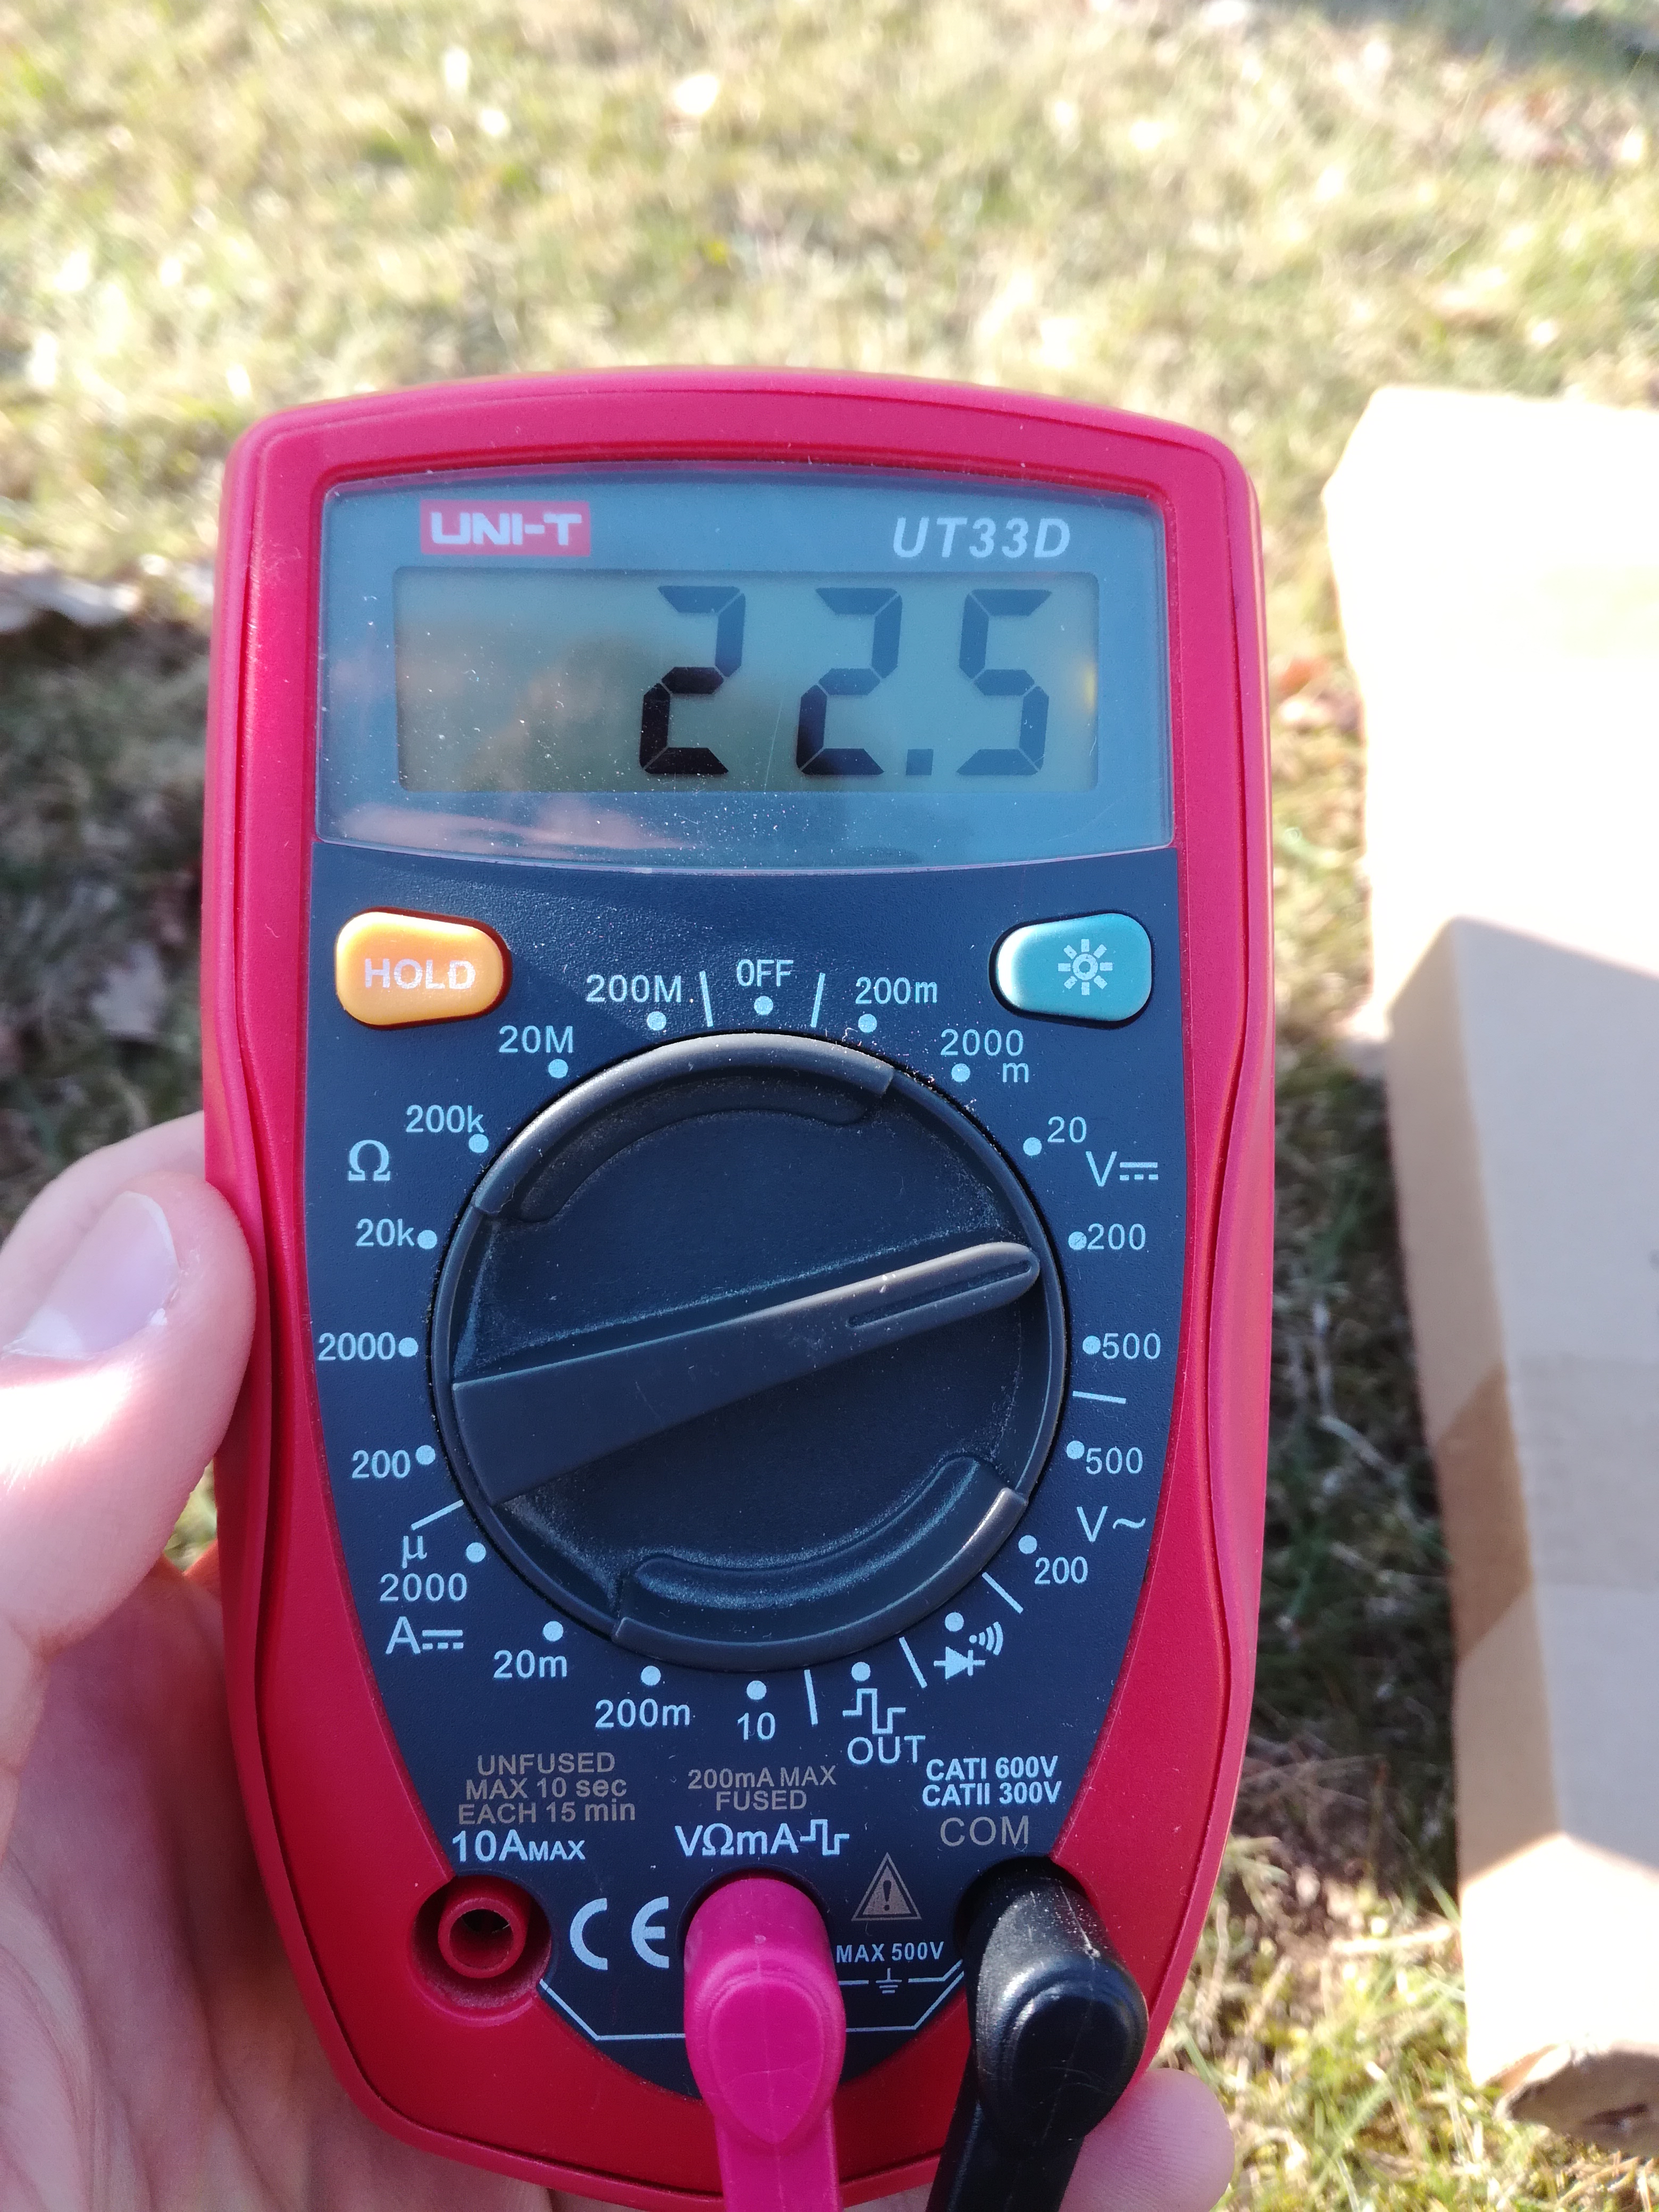 UNI-T
UT33D
22.5
HOLD
200M
OFF
200m
20M
2000
m
200k
20
Ω
V⎓
20k
200
2000
500
200
500
μ
V~
2000
200
A⎓
20m
200m
10
OUT
UNFUSED
MAX 10 sec
EACH 15 min
10AMAX
200mA MAX
FUSED
VΩmA
CATI 600V
CATII 300V
COM
CE
MAX 500V